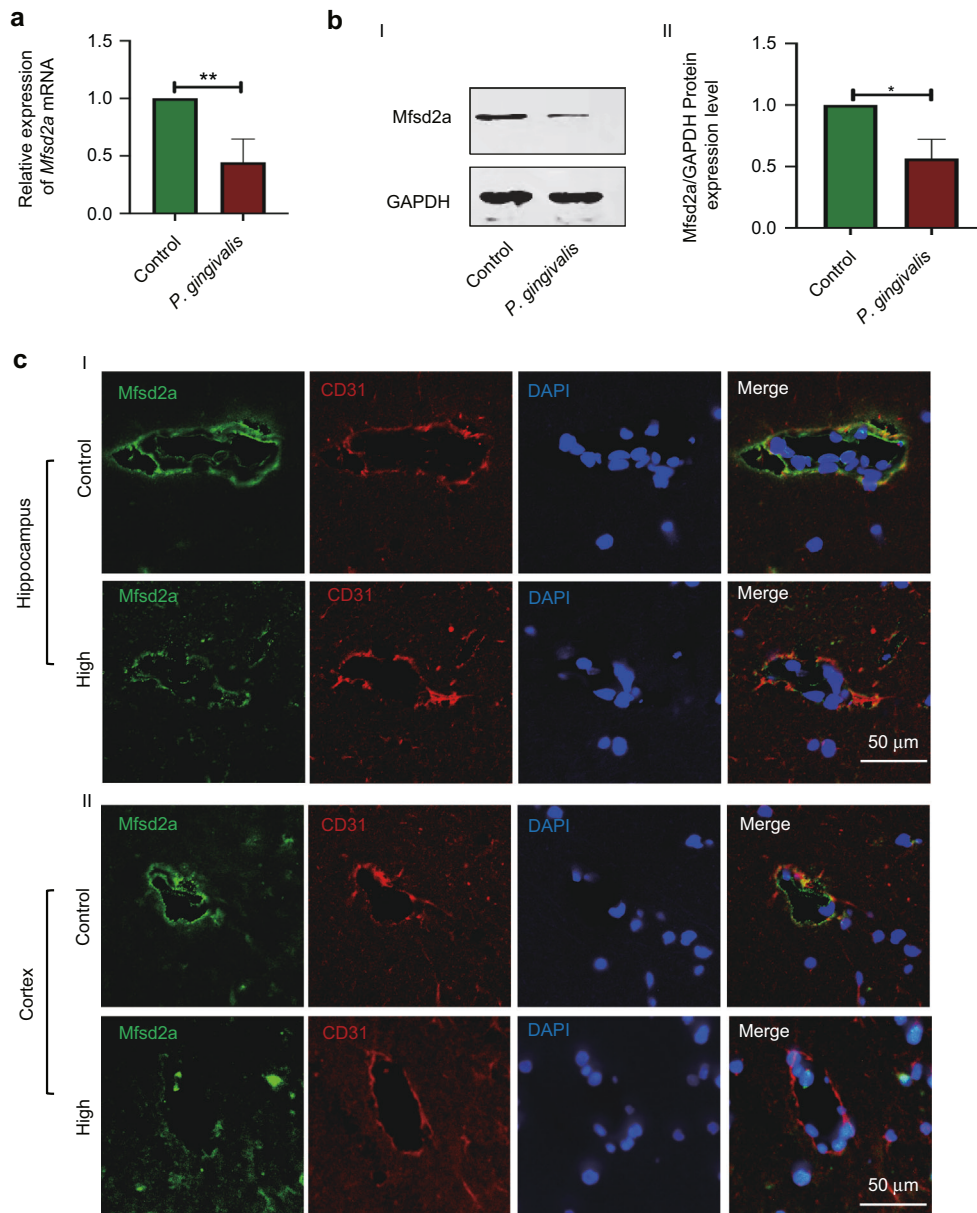 a
Relative expression
of Mfsd2a mRNA
1.5
1.0
0.5
0.0
**
Control
P. gingivalis
b
I
Mfsd2a
GAPDH
Control
P. gingivalis
II
Mfsd2a/GAPDH Protein
expression level
1.5
1.0
0.5
0.0
*
Control
P. gingivalis
c
I
Hippocampus
Control
Mfsd2a
CD31
DAPI
Merge
High
Mfsd2a
CD31
DAPI
Merge
50 μm
II
Cortex
Control
Mfsd2a
CD31
DAPI
Merge
High
Mfsd2a
CD31
DAPI
Merge
50 μm